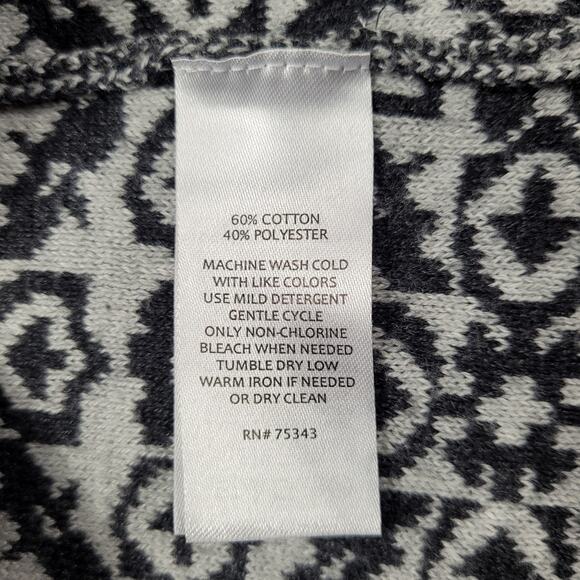 60% COTTON
40% POLYESTER
MACHINE WASH COLD
WITH LIKE COLORS
USE MILD DETERGENT
GENTLE CYCLE
ONLY NON-CHLORINE
BLEACH WHEN NEEDED
TUMBLE DRY LOW
WARM IRON IF NEEDED
OR DRY CLEAN
RN# 75343